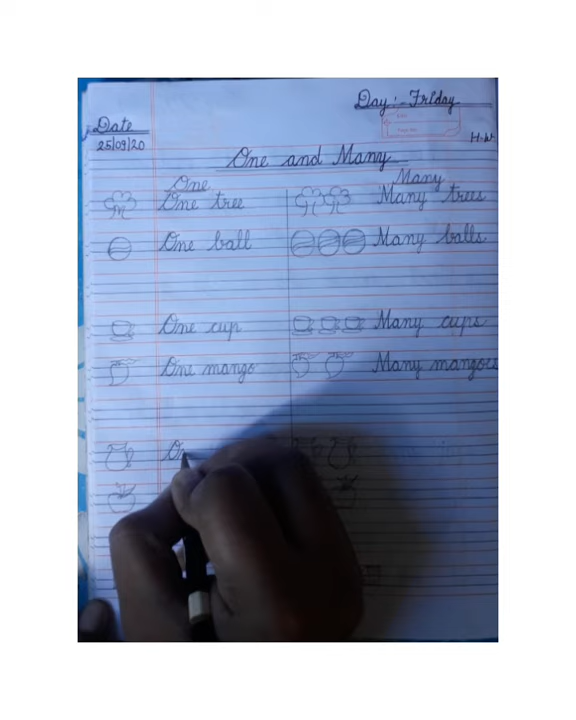 Day :- Friday
Date
25/09/20
H.W.
One and Many
One Many
One tree Many trees
One ball Many balls
One cup Many cups
One mango Many mangoes
On